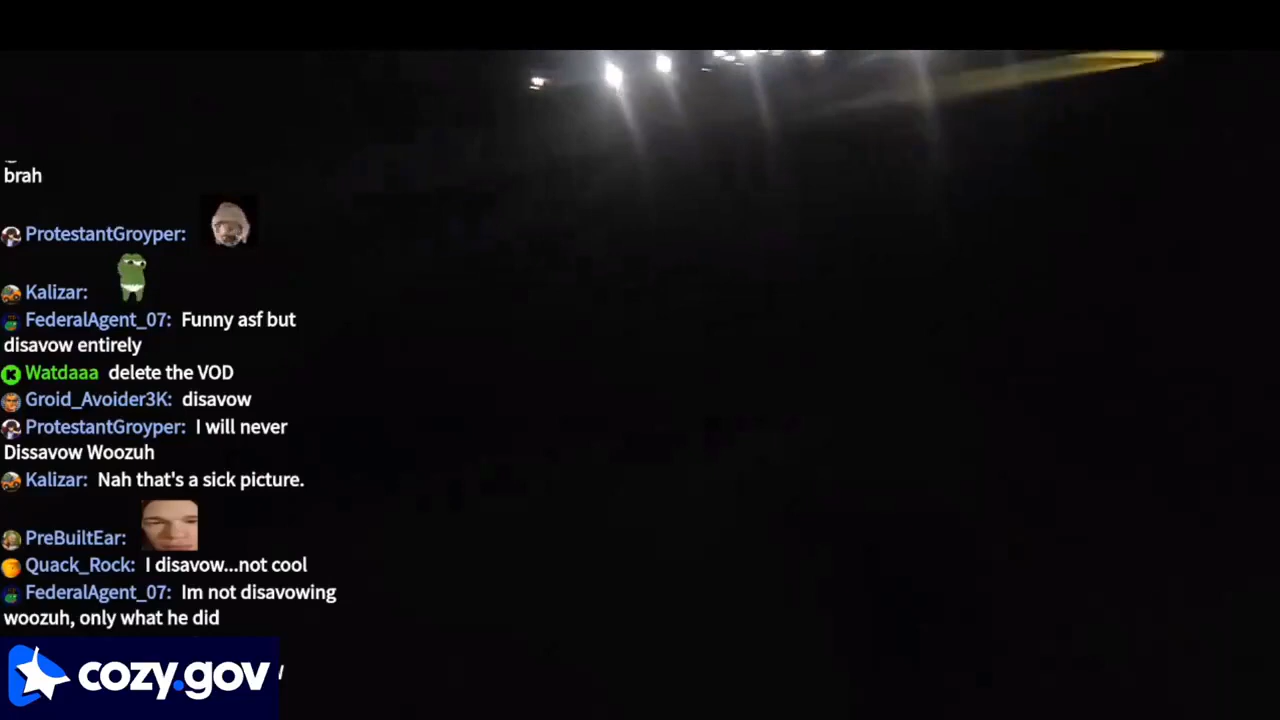 brah
ProtestantGroyper:
Kalizar:
FederalAgent_07: Funny asf but
disavow entirely
Watdaaa delete the VOD
Groid_Avoider3K: disavow
ProtestantGroyper: I will never
Dissavow Woozuh
Kalizar: Nah that's a sick picture.
PreBuiltEar:
Quack_Rock: I disavow...not cool
FederalAgent_07: Im not disavowing
woozuh, only what he did
cozy.gov